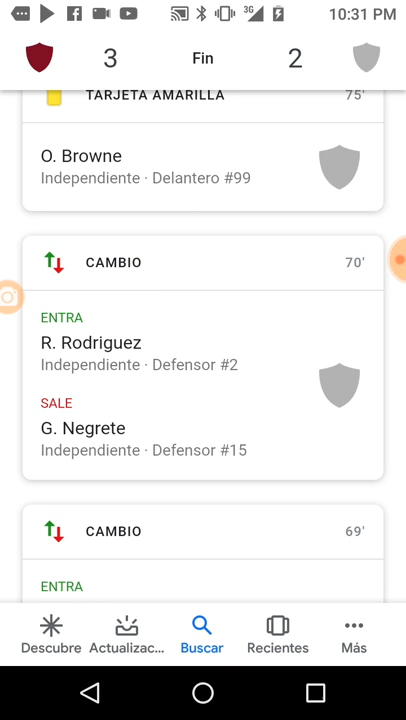 3G
10:31 PM
3 Fin 2
TARJETA AMARILLA 75'
O. Browne
Independiente · Delantero #99
CAMBIO 70'
ENTRA
R. Rodriguez
Independiente · Defensor #2
SALE
G. Negrete
Independiente · Defensor #15
CAMBIO 69'
ENTRA
Descubre Actualizac... Buscar Recientes Más